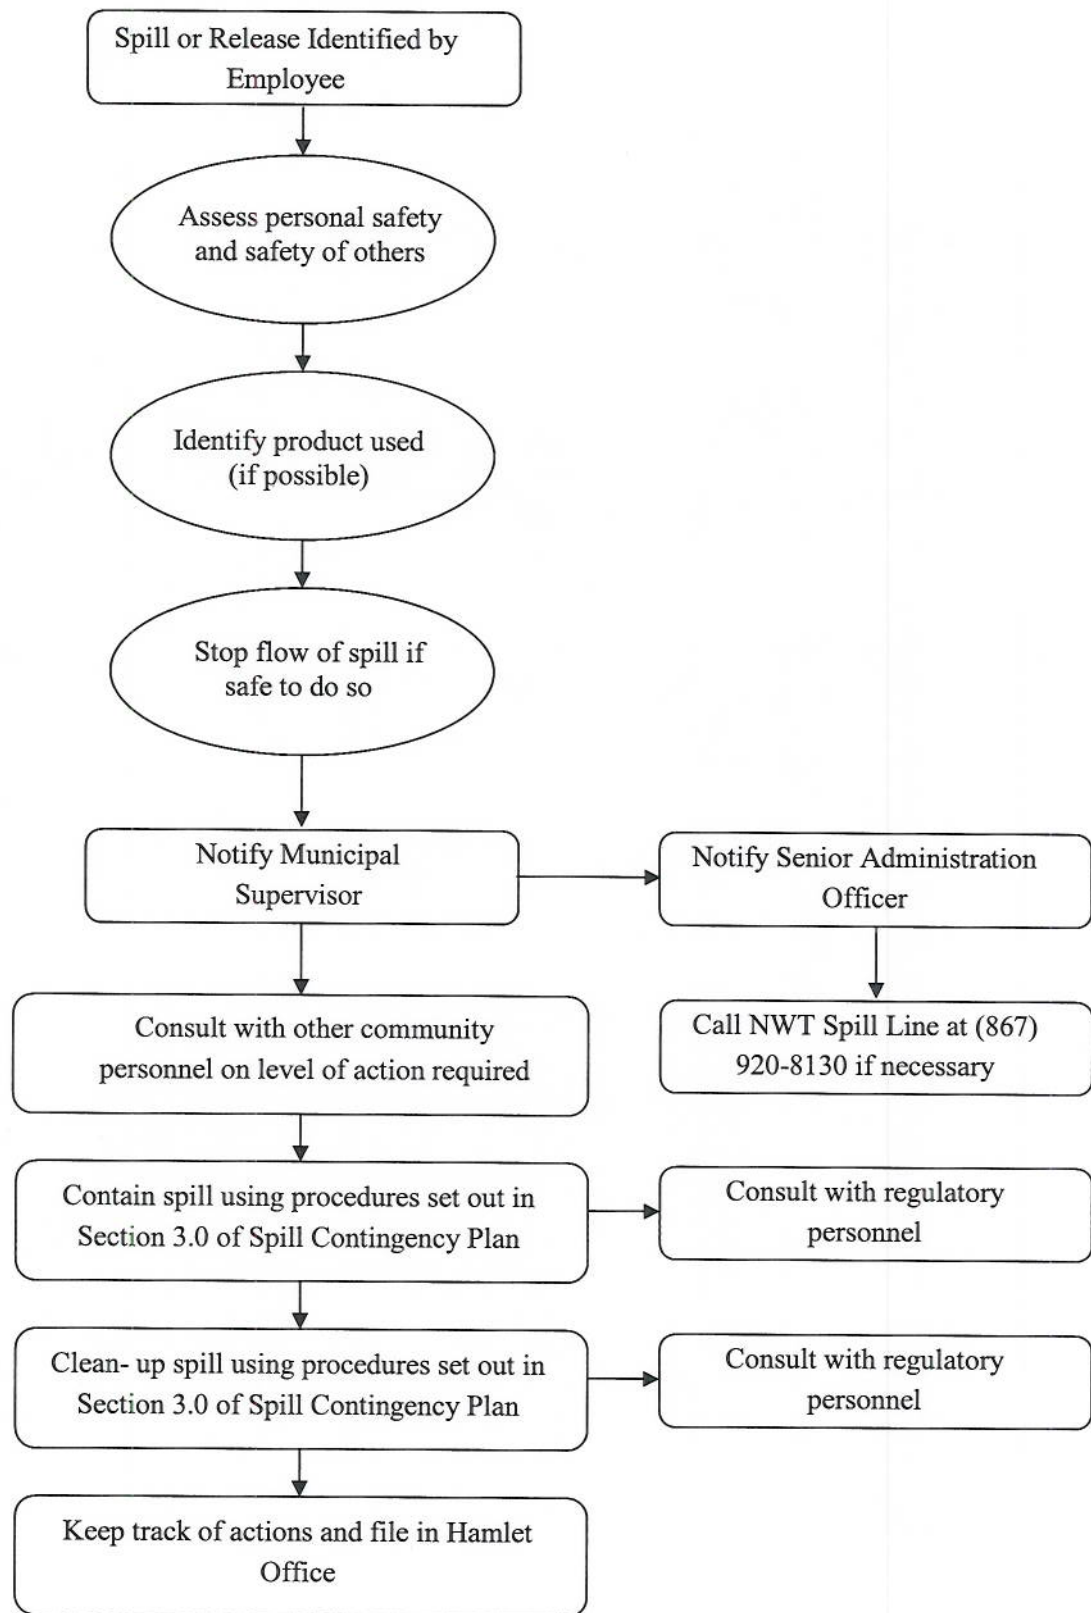 Spill or Release Identified by
Employee
Assess personal safety
and safety of others
Identify product used
(if possible)
Stop flow of spill if
safe to do so
Notify Municipal
Supervisor
Notify Senior Administration
Officer
Consult with other community
personnel on level of action required
Call NWT Spill Line at (867)
920-8130 if necessary
Contain spill using procedures set out in
Section 3.0 of Spill Contingency Plan
Consult with regulatory
personnel
Clean- up spill using procedures set out in
Section 3.0 of Spill Contingency Plan
Consult with regulatory
personnel
Keep track of actions and file in Hamlet
Office